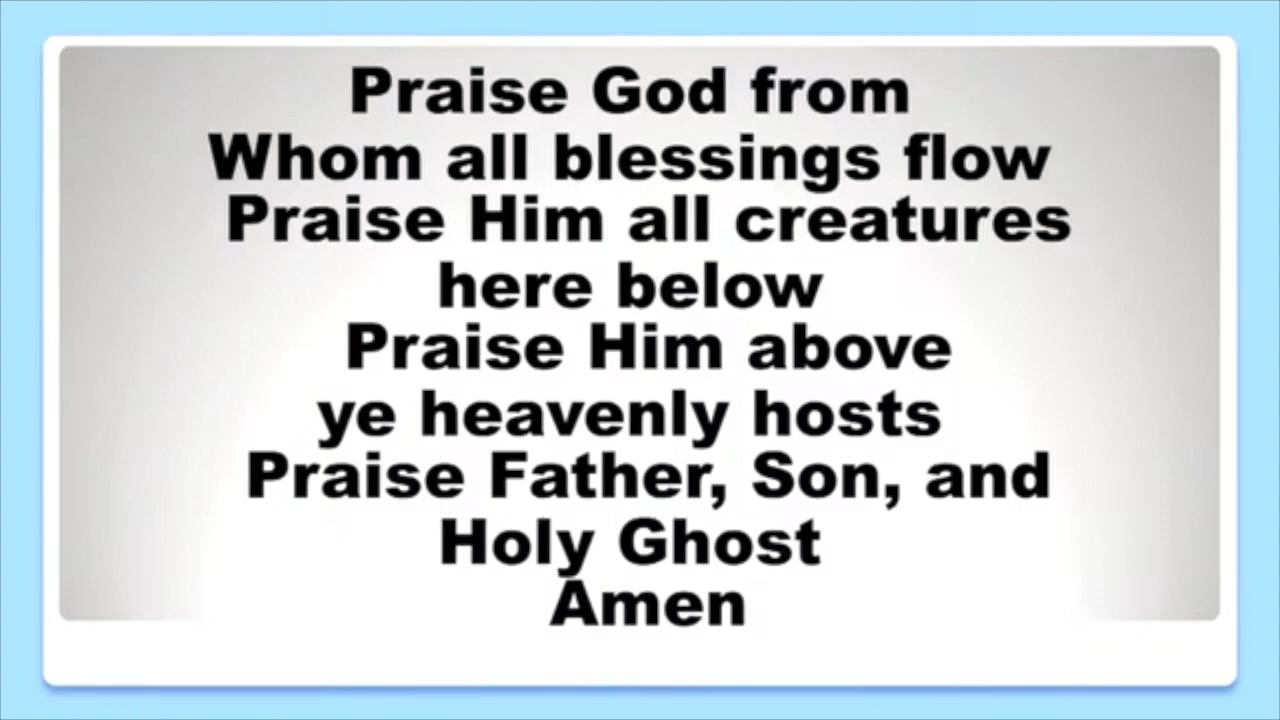 Praise God from
Whom all blessings flow
Praise Him all creatures
here below
Praise Him above
ye heavenly hosts
Praise Father, Son, and
Holy Ghost
Amen